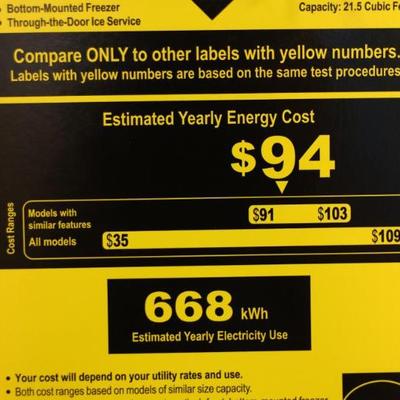 • Bottom-Mounted Freezer
• Through-the-Door Ice Service
Capacity: 21.5 Cubic
Compare ONLY to other labels with yellow numbers.
Labels with yellow numbers are based on the same test procedures
Estimated Yearly Energy Cost
$94
Cost Ranges
Models with
similar features
$91 $103
All models
$35 $109
668 kWh
Estimated Yearly Electricity Use
• Your cost will depend on your utility rates and use.
• Both cost ranges based on models of similar size capacity.